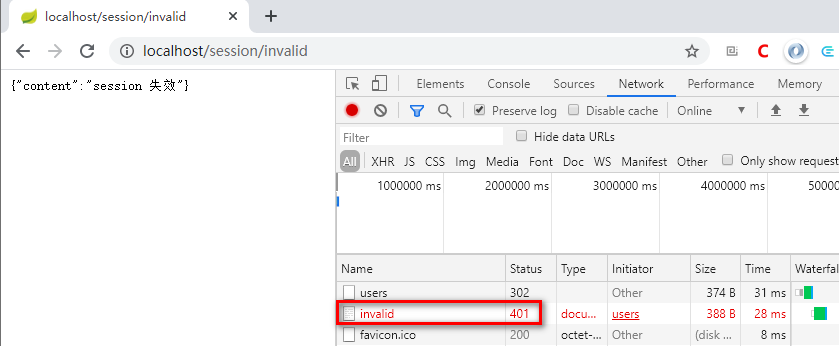 localhost/session/invalid
localhost/session/invalid
C
{"content":"session 失效"}
Elements Console Sources Network Performance Memory
Preserve log Disable cache Online
Filter Hide data URLs
All XHR JS CSS Img Media Font Doc WS Manifest Other Only show request
1000000 ms 2000000 ms 3000000 ms 4000000 ms 50000
Name Status Type Initiator Size Time Waterfal
users 302 Other 374 B 31 ms
invalid 401 docu... users 388 B 28 ms
favicon.ico 200 octet-... Other (disk ... 8 ms